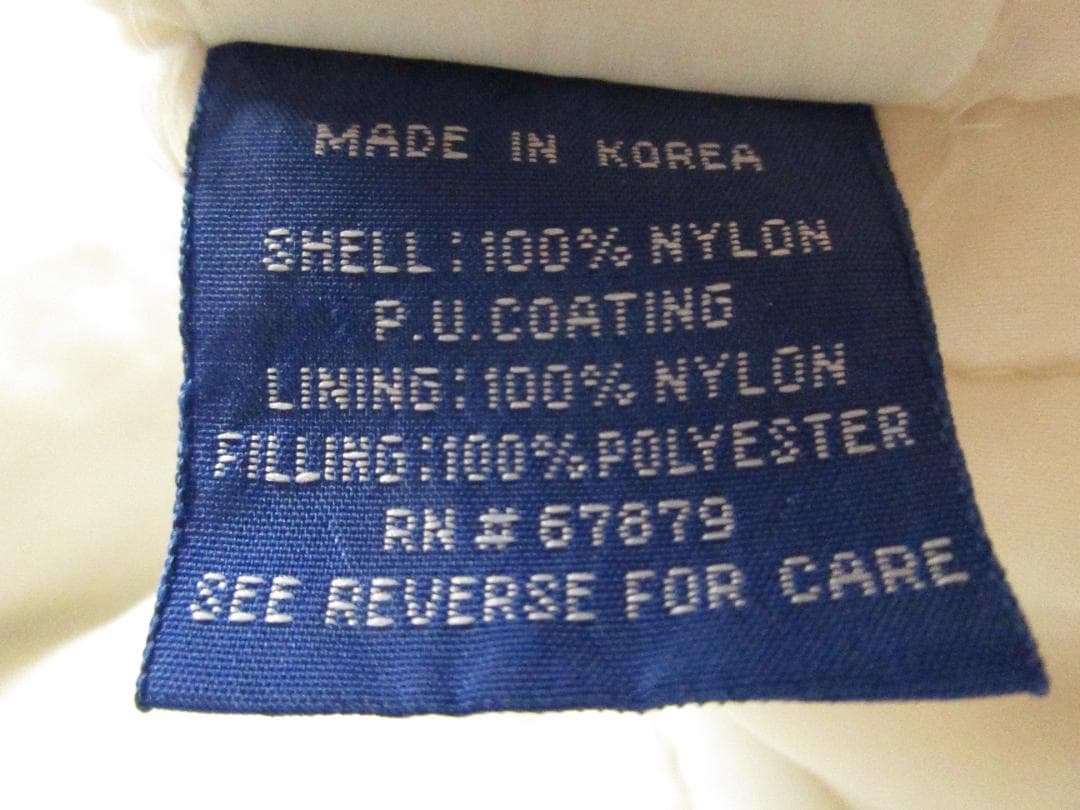 MADE IN KOREA
SHELL:100% NYLON
P.U.COATING
LINING:100% NYLON
FILLING:100%POLYESTER
RN # 67879
SEE REVERSE FOR CARE